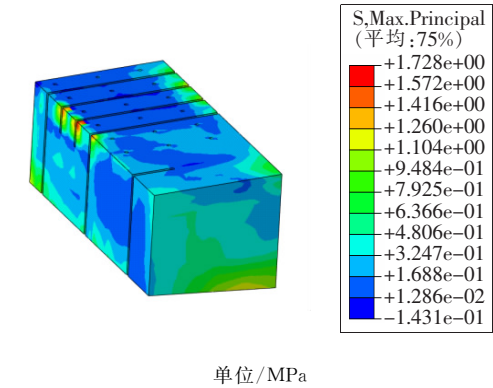 S,Max.Principal
(平均:75%)
+1.728e+00
+1.572e+00
+1.416e+00
+1.260e+00
+1.104e+00
+9.484e-01
+7.925e-01
+6.366e-01
+4.806e-01
+3.247e-01
+1.688e-01
+1.286e-02
-1.431e-01
单位/MPa